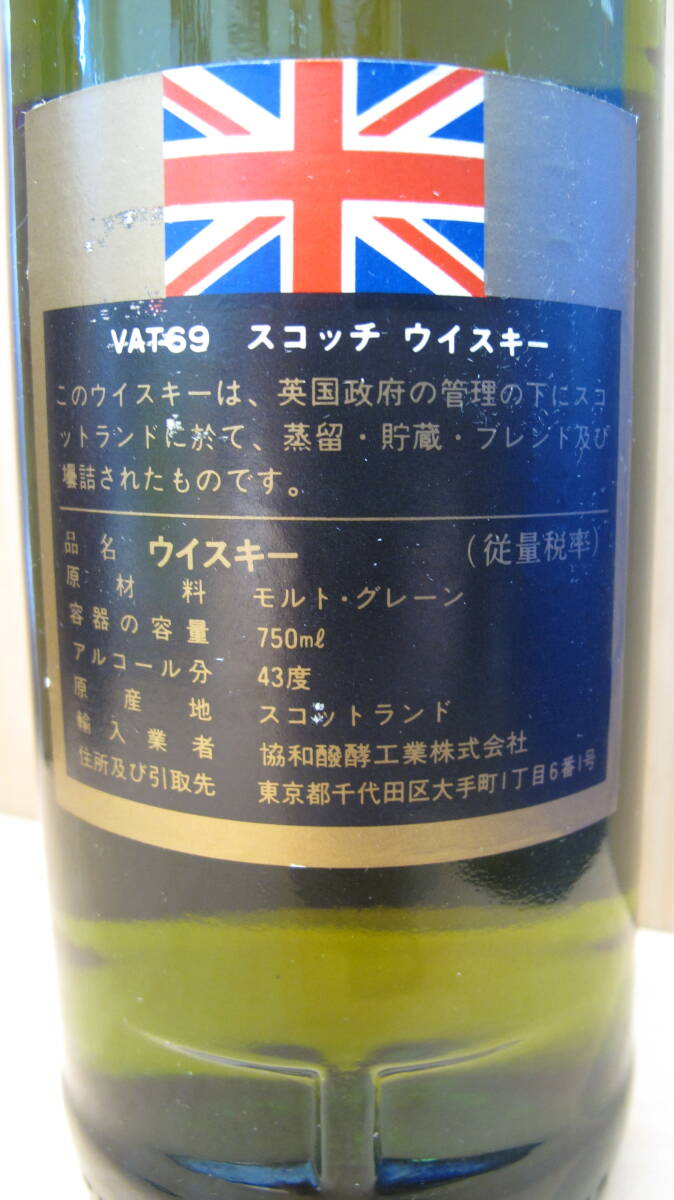 VAT69 スコッチ ウイスキー
このウイスキーは、英国政府の管理の下にスコ
ットランドに於て、蒸留・貯蔵・ブレンド及び
壜詰されたものです。
品名 ウイスキー (従量税率)
原材料 モルト・グレーン
容器の容量 750ml
アルコール分 43度
原産地 スコットランド
輸入業者 協和醱酵工業株式会社
住所及び引取先 東京都千代田区大手町1丁目6番1号